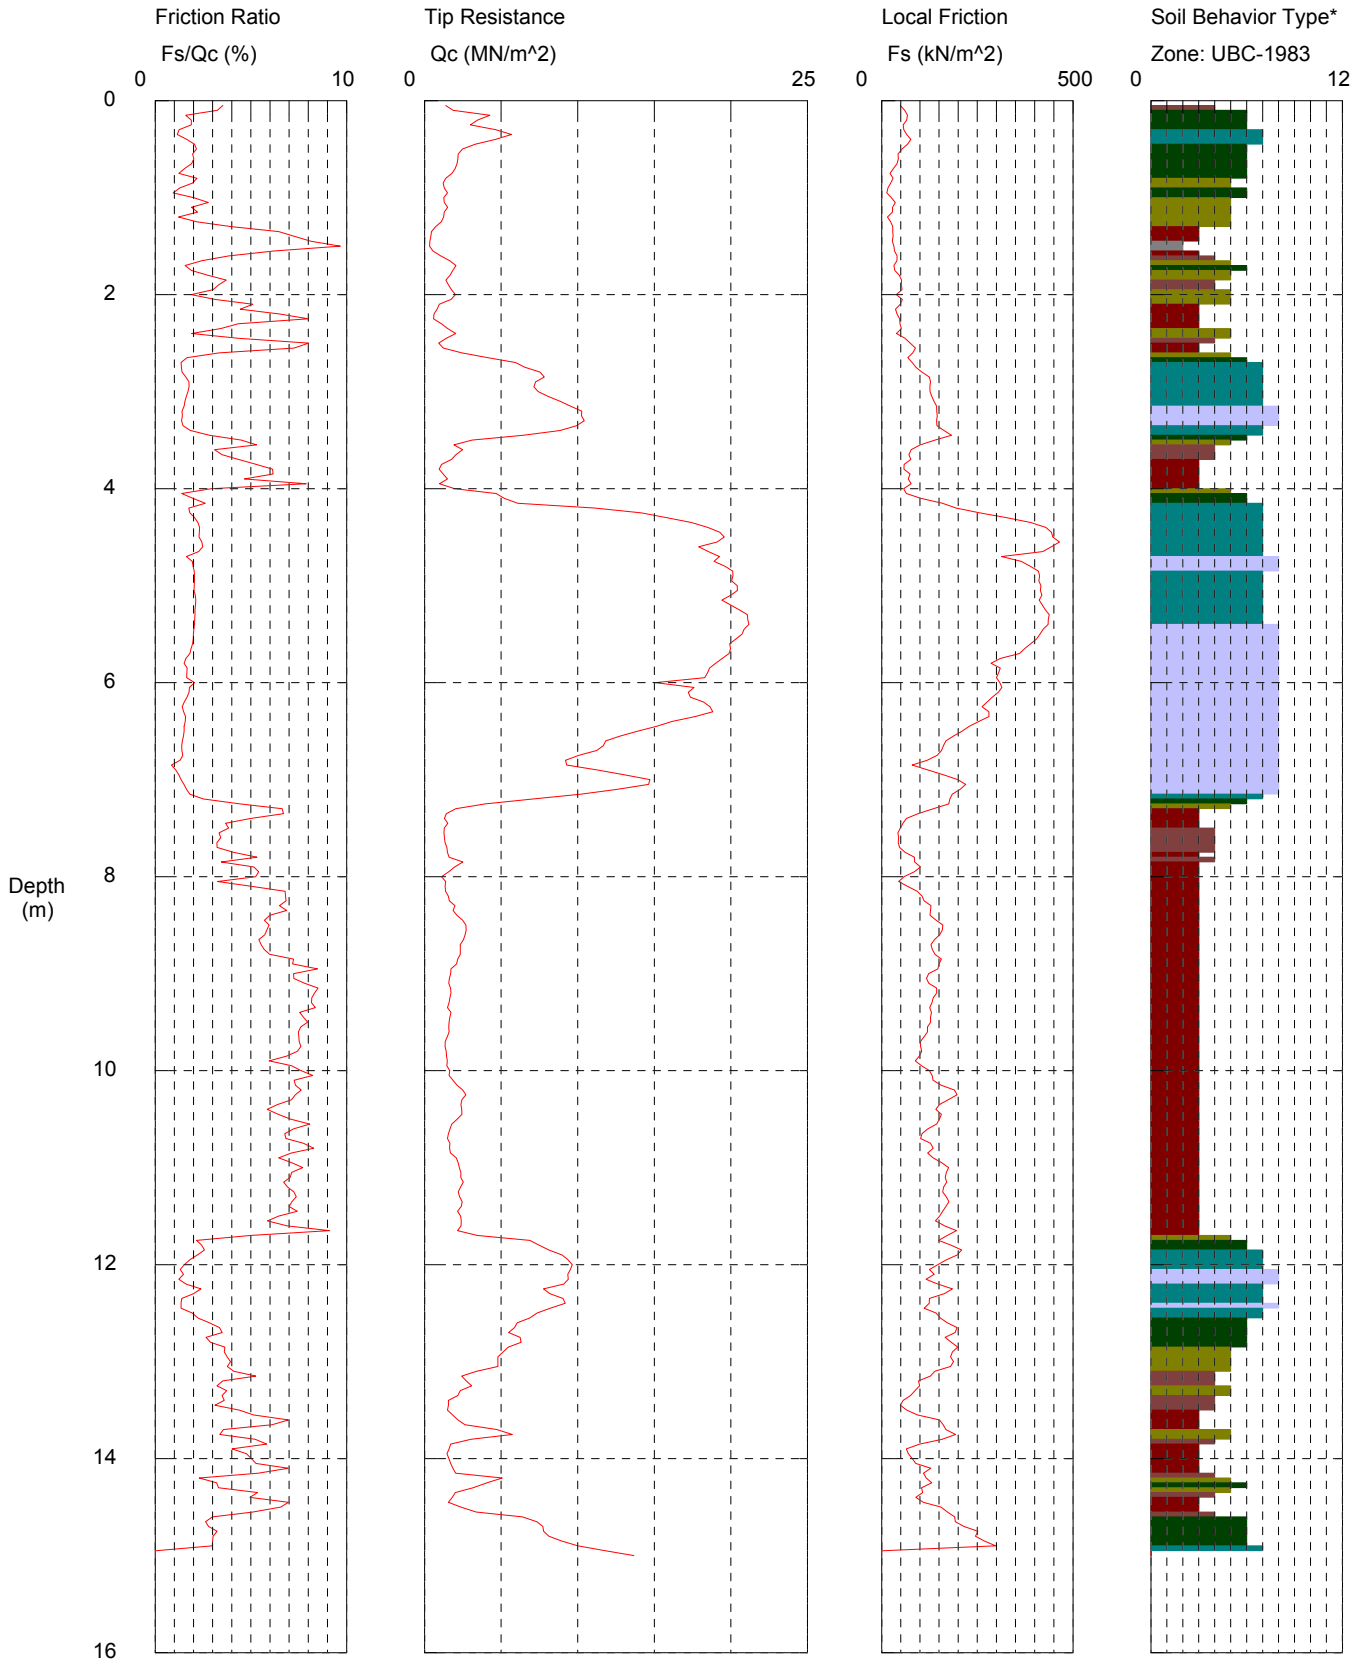 Friction Ratio
Tip Resistance
Local Friction
Soil Behavior Type*
Fs/Qc (%)
Qc (MN/m^2)
Fs (kN/m^2)
Zone: UBC-1983
0 10
0 25
0 500
0 12
0
2
4
6
8
Depth
(m)
10
12
14
16